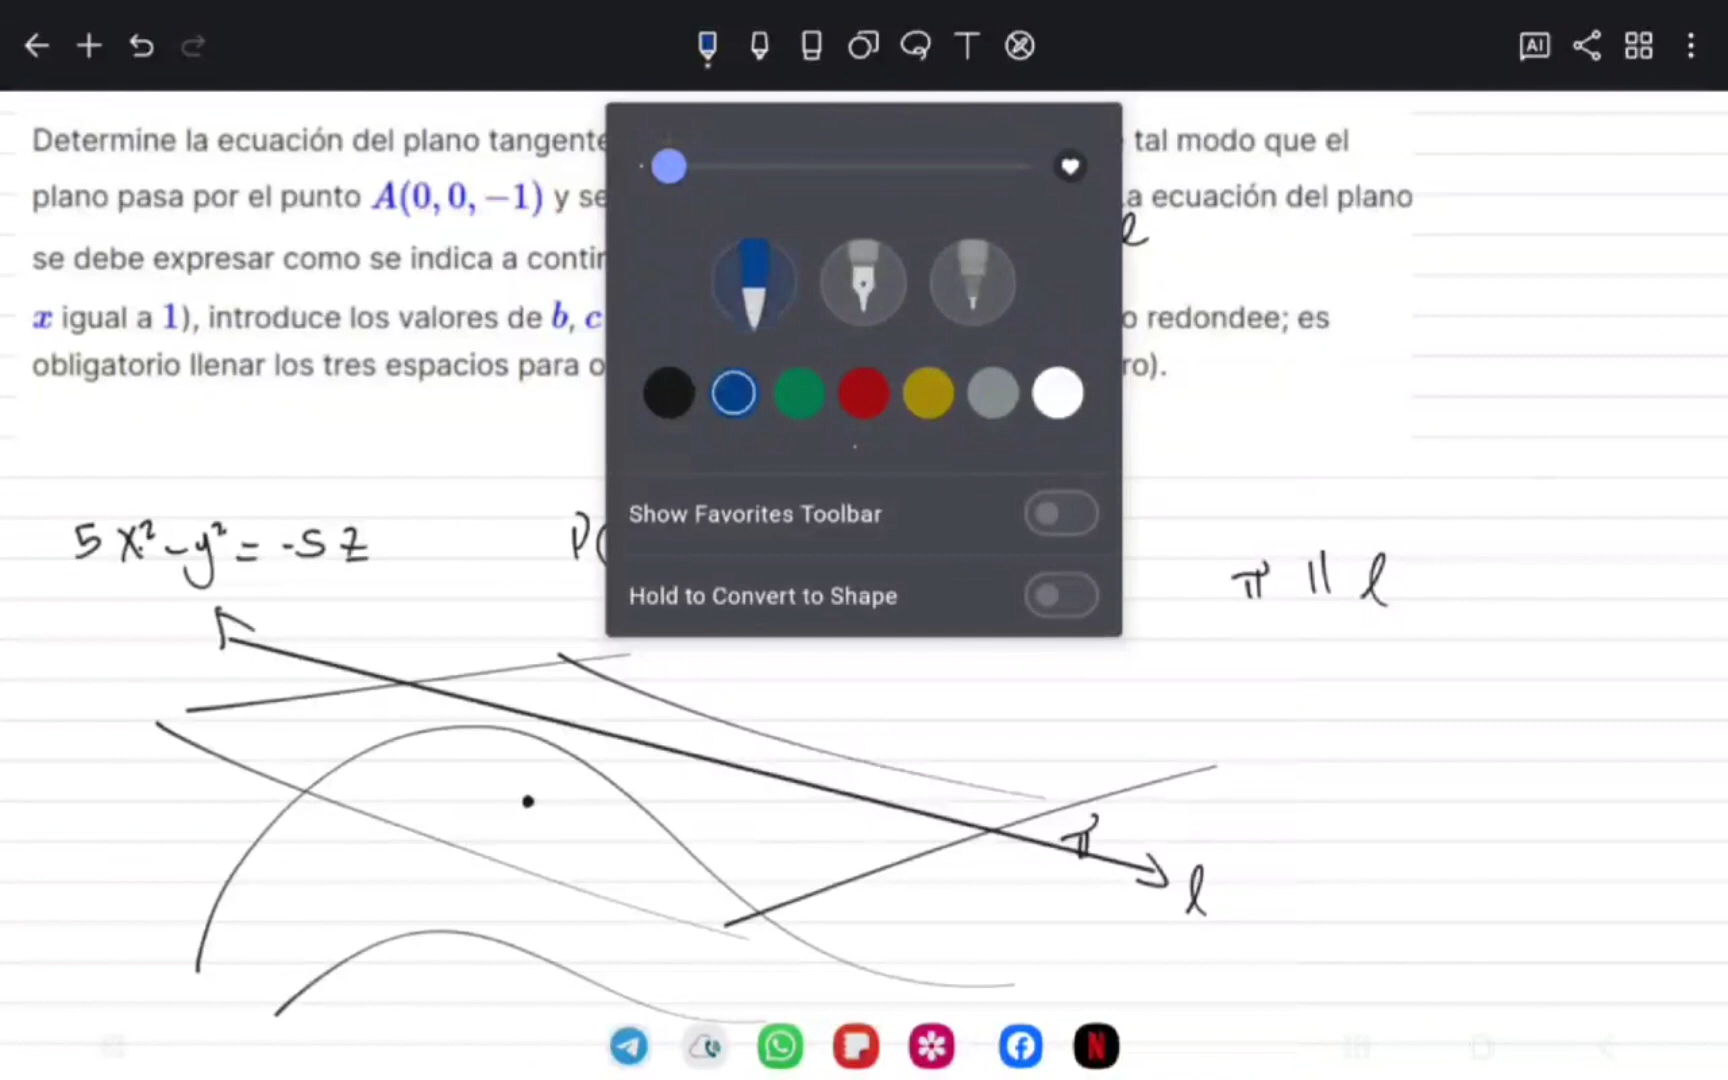 AI
Determine la ecuación del plano tangente tal modo que el
plano pasa por el punto A(0, 0, −1) y se a ecuación del plano
l
se debe expresar como se indica a contin
x igual a 1), introduce los valores de b, c o redondee; es
obligatorio llenar los tres espacios para o ro).
Show Favorites Toolbar
5x² - y² = -5z P( π || l
Hold to Convert to Shape
π
l
N